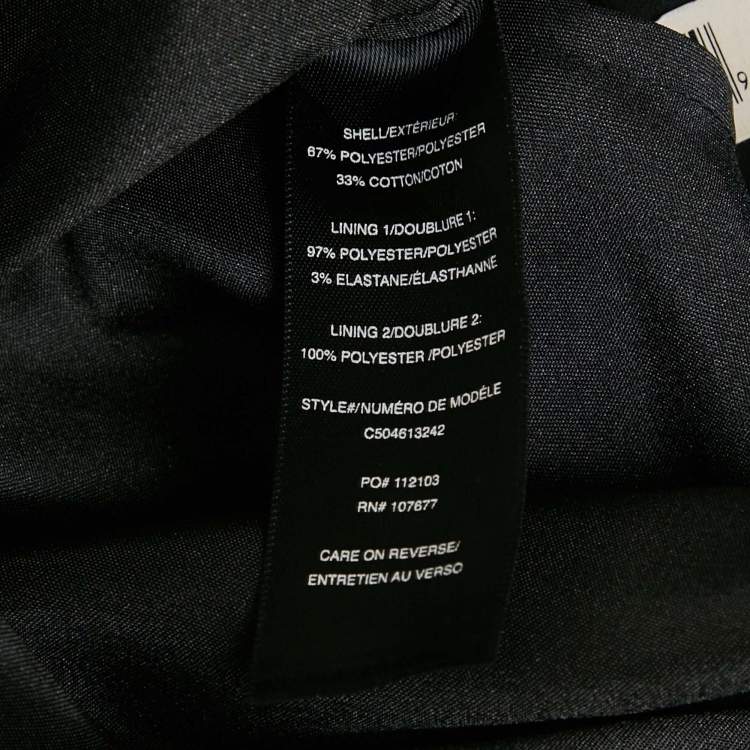 SHELL/EXTÉRIEUR:
67% POLYESTER/POLYESTER
33% COTTON/COTON
LINING 1/DOUBLURE 1:
97% POLYESTER/POLYESTER
3% ELASTANE/ÉLASTHANNE
LINING 2/DOUBLURE 2:
100% POLYESTER /POLYESTER
STYLE#/NUMÉRO DE MODÈLE
C504613242
PO# 112103
RN# 107677
CARE ON REVERSE/
ENTRETIEN AU VERSO
9